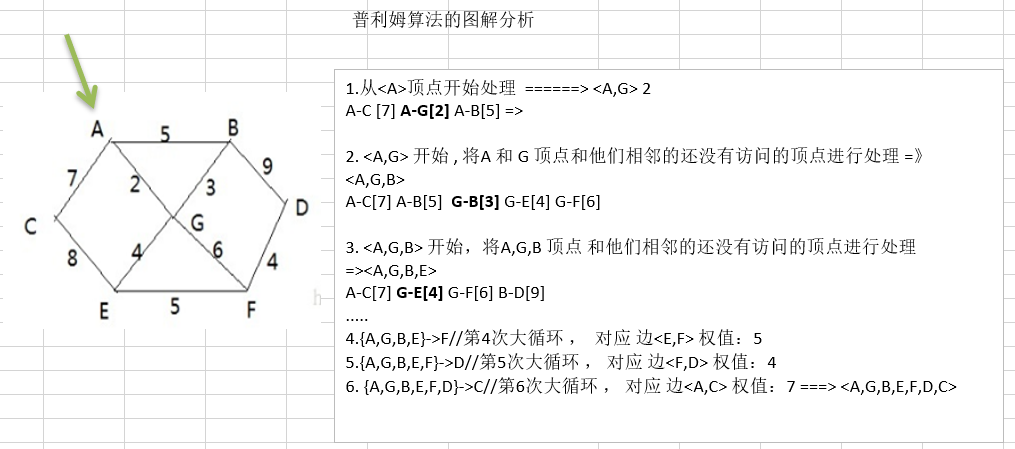 普利姆算法的图解分析
1.从<A>顶点开始处理 ======> <A,G> 2
A-C [7] A-G[2] A-B[5] =>
2. <A,G> 开始 , 将A 和 G 顶点和他们相邻的还没有访问的顶点进行处理 =》
<A,G,B>
A-C[7] A-B[5] G-B[3] G-E[4] G-F[6]
3. <A,G,B> 开始，将A,G,B 顶点 和他们相邻的还没有访问的顶点进行处理
=><A,G,B,E>
A-C[7] G-E[4] G-F[6] B-D[9]
.....
4.{A,G,B,E}->F//第4次大循环 ， 对应 边<E,F> 权值：5
5.{A,G,B,E,F}->D//第5次大循环 ， 对应 边<F,D> 权值：4
6. {A,G,B,E,F,D}->C//第6次大循环 ， 对应 边<A,C> 权值：7 ===> <A,G,B,E,F,D,C>
A 5 B
7 2 3 9
C G D
8 4 6 4
E 5 F
h